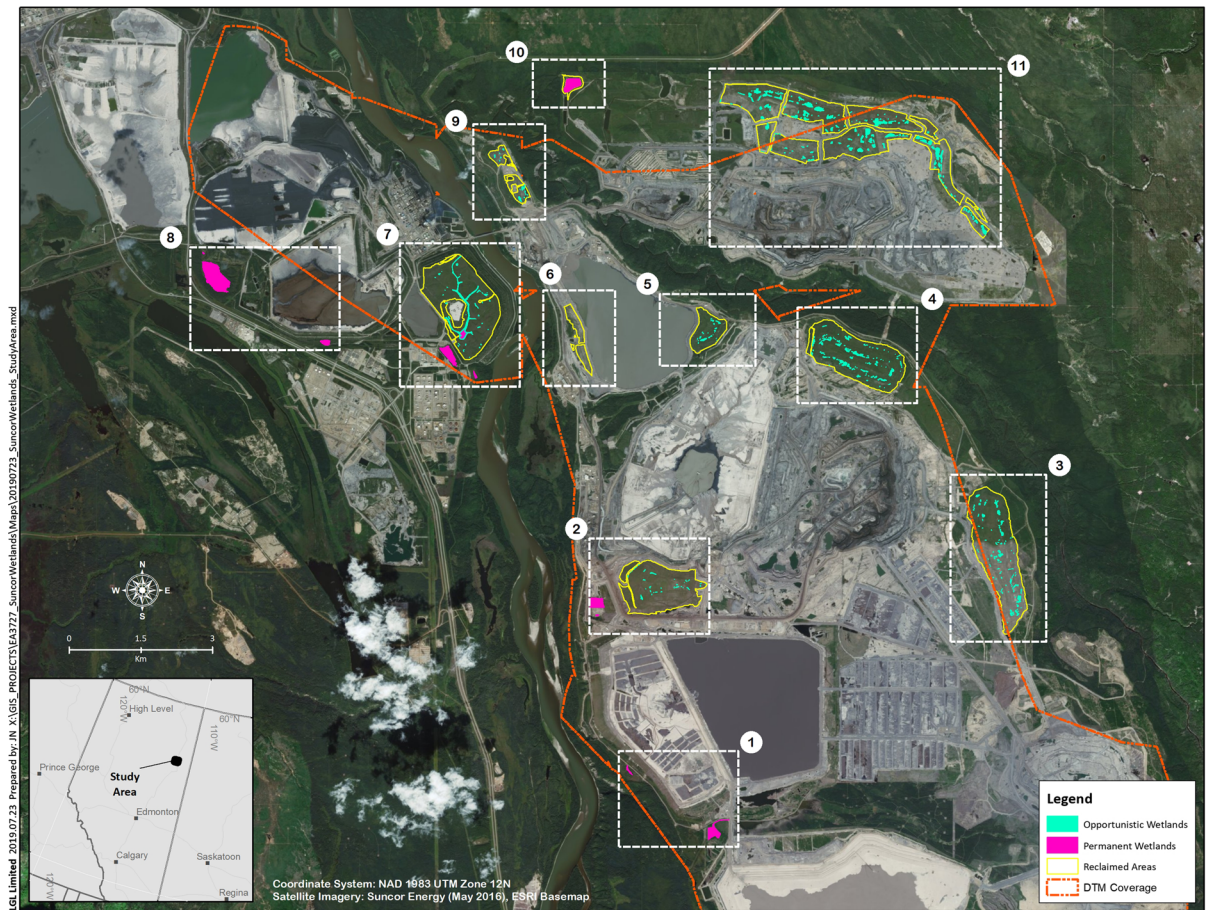 10
11
9
8
7
6
5
4
3
2
1
N
W
E
S
0
1.5
3
Km
60°N
120°W
High Level
60°N
110°W
Prince George
Study
Area
Edmonton
Calgary
Saskatoon
120°W
Regina
Coordinate System: NAD 1983 UTM Zone 12N
Satellite Imagery: Suncor Energy (May 2016), ESRI Basemap
Legend
Opportunistic Wetlands
Permanent Wetlands
Reclaimed Areas
DTM Coverage
LGL Limited 2019.07.23 Prepared by: JN X:\GIS_PROJECTS\EA3727_SuncorWetlands\Maps\20190723_SuncorWetlands_StudyArea.mxd